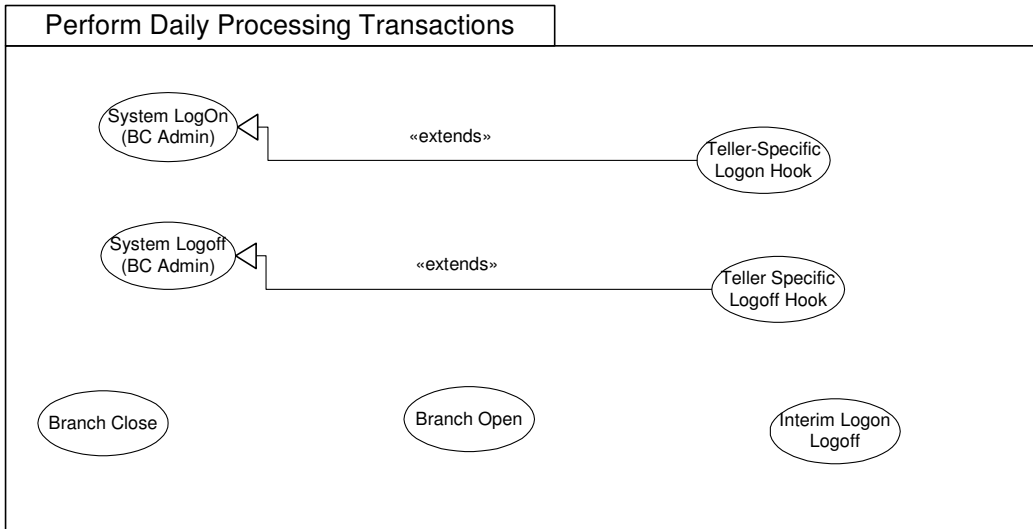 Perform Daily Processing Transactions
System LogOn
(BC Admin)
«extends»
Teller-Specific
Logon Hook
System Logoff
(BC Admin)
«extends»
Teller Specific
Logoff Hook
Branch Close
Branch Open
Interim Logon
Logoff